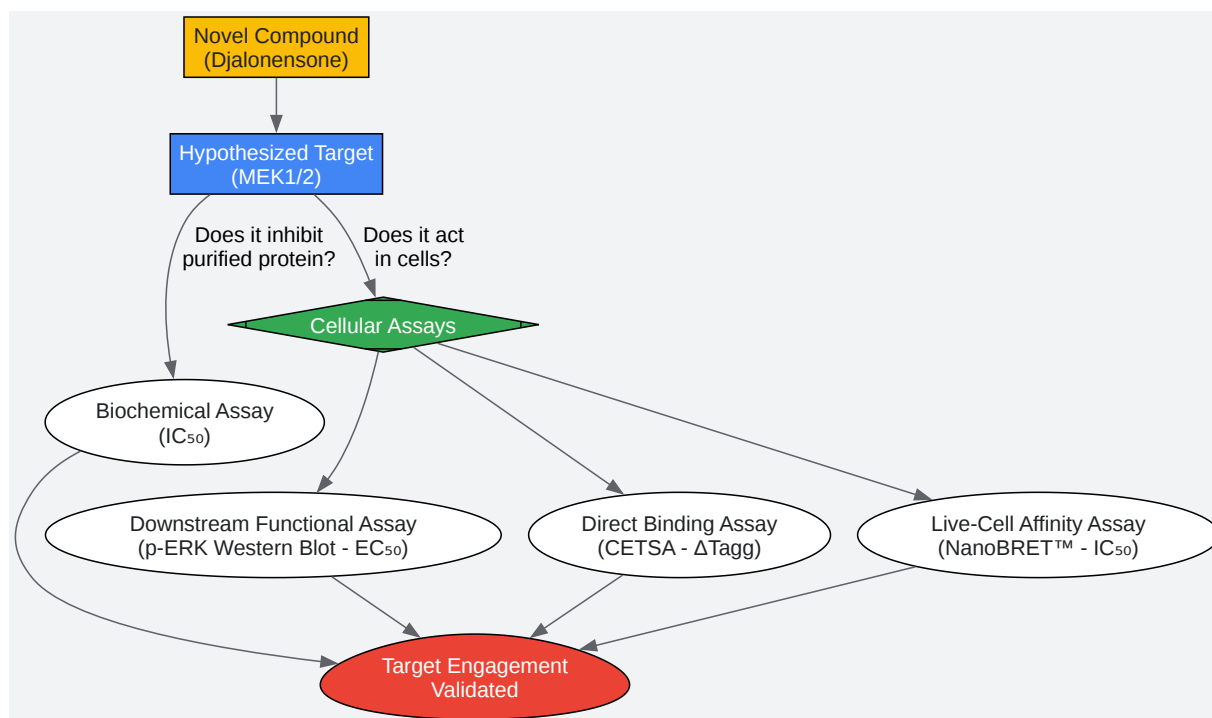 Novel Compound
(Djalonensone)
Hypothesized Target
(MEK1/2)
Does it inhibit
purified protein?
Does it act
in cells?
Cellular Assays
Biochemical Assay
(IC₅₀)
Downstream Functional Assay
(p-ERK Western Blot - EC₅₀)
Direct Binding Assay
(CETSA - ΔTagg)
Live-Cell Affinity Assay
(NanoBRET™ - IC₅₀)
Target Engagement
Validated